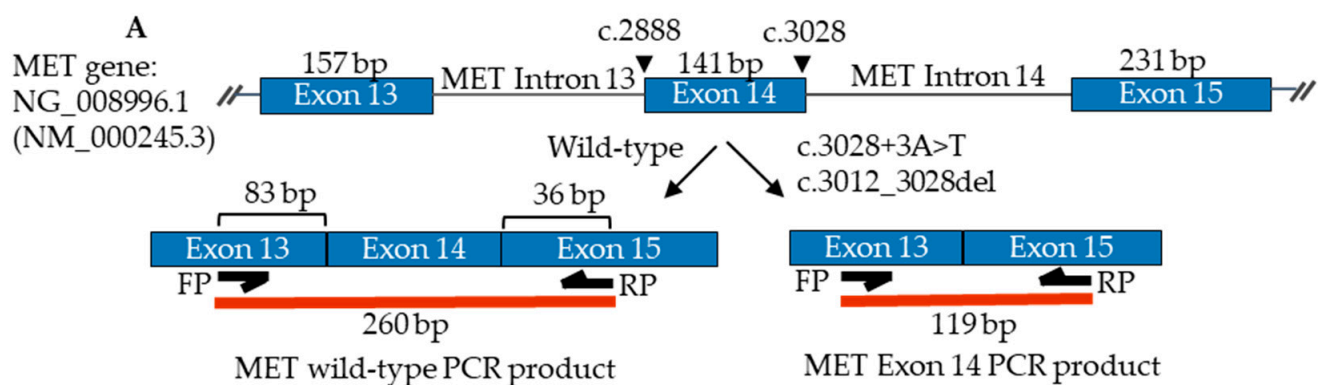 A
MET gene:
NG_008996.1
(NM_000245.3)
c.2888
c.3028
157 bp
MET Intron 13
141 bp
MET Intron 14
231 bp
Exon 13
Exon 14
Exon 15
Wild-type
c.3028+3A>T
c.3012_3028del
83 bp
36 bp
Exon 13
Exon 14
Exon 15
FP
RP
260 bp
MET wild-type PCR product
Exon 13
Exon 15
FP
RP
119 bp
MET Exon 14 PCR product